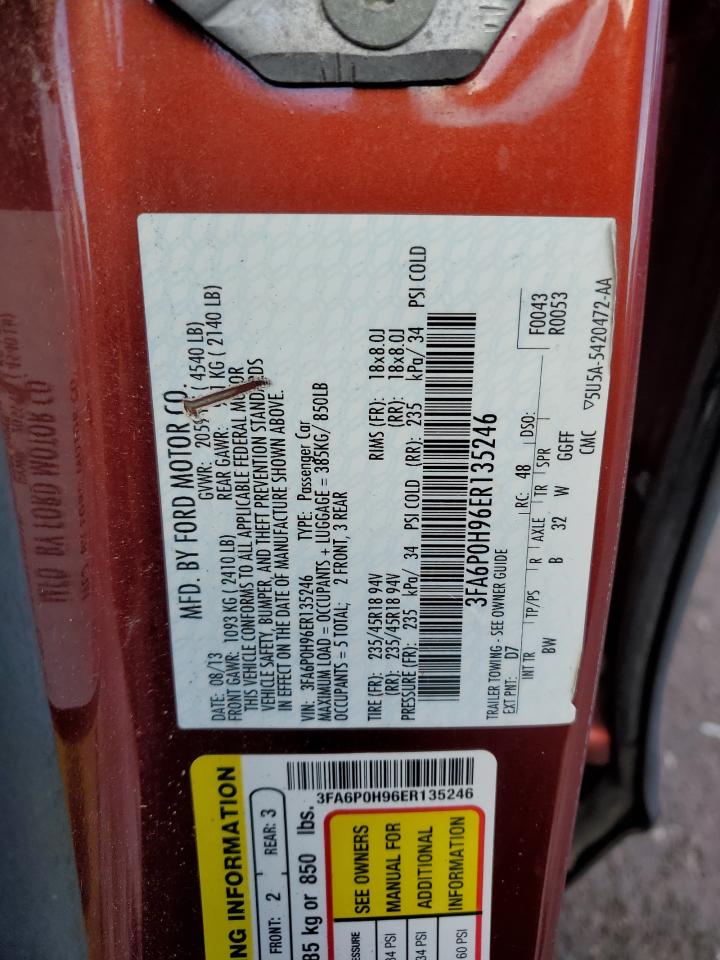 MFD. BY FORD MOTOR CO.
DATE: 08/13 GVWR: ( 4540 LB)
FRONT GAWR: 1093 KG ( 2410 LB) REAR GAWR: KG ( 2140 LB)
THIS VEHICLE CONFORMS TO ALL APPLICABLE FEDERAL MOTOR
VEHICLE SAFETY, BUMPER, AND THEFT PREVENTION STANDARDS
IN EFFECT ON THE DATE OF MANUFACTURE SHOWN ABOVE.
VIN: 3FA6P0H96ER135246 TYPE: Passenger Car
MAXIMUM LOAD = OCCUPANTS + LUGGAGE = 385KG/ 850LB
OCCUPANTS = 5 TOTAL; 2 FRONT, 3 REAR
TIRE (FR): 235/45R18 94V RIMS (FR): 18x8.0J
(RR): 235/45R18 94V (RR): 18x8.0J
PRESSURE (FR): 235 kPa/ 34 PSI COLD (RR): 235 kPa/ 34 PSI COLD
3FA6P0H96ER135246
TRAILER TOWING - SEE OWNER GUIDE
EXT PNT: D7 RC: 48 DSO: F0043
R0053
INT TR TP/PS R AXLE TR SPR
BW B 32 W GGFF
CMC ▽5U5A-5420472-AA
NG INFORMATION
FRONT: 2 REAR: 3
85 kg or 850 lbs.
3FA6P0H96ER135246
SEE OWNERS
MANUAL FOR
ADDITIONAL
INFORMATION
34 PSI
34 PSI
60 PSI